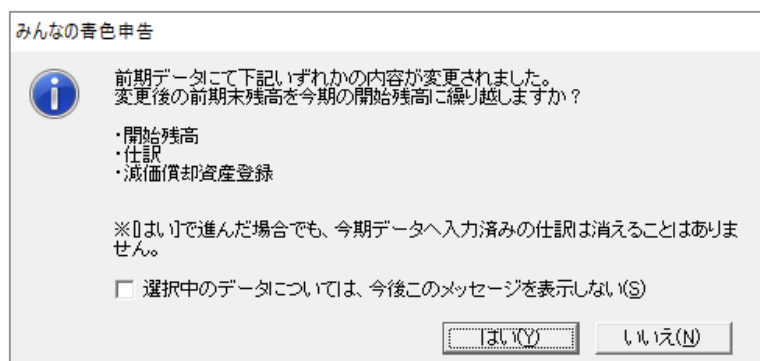 みんなの青色申告
前期データにて下記いずれかの内容が変更されました。
変更後の前期末残高を今期の開始残高に繰り越しますか？
・開始残高
・仕訳
・減価償却資産登録
※[はい]で進んだ場合でも、今期データへ入力済みの仕訳は消えることはありま
せん。
選択中のデータについては、今後このメッセージを表示しない(S)
はい(Y)
いいえ(N)